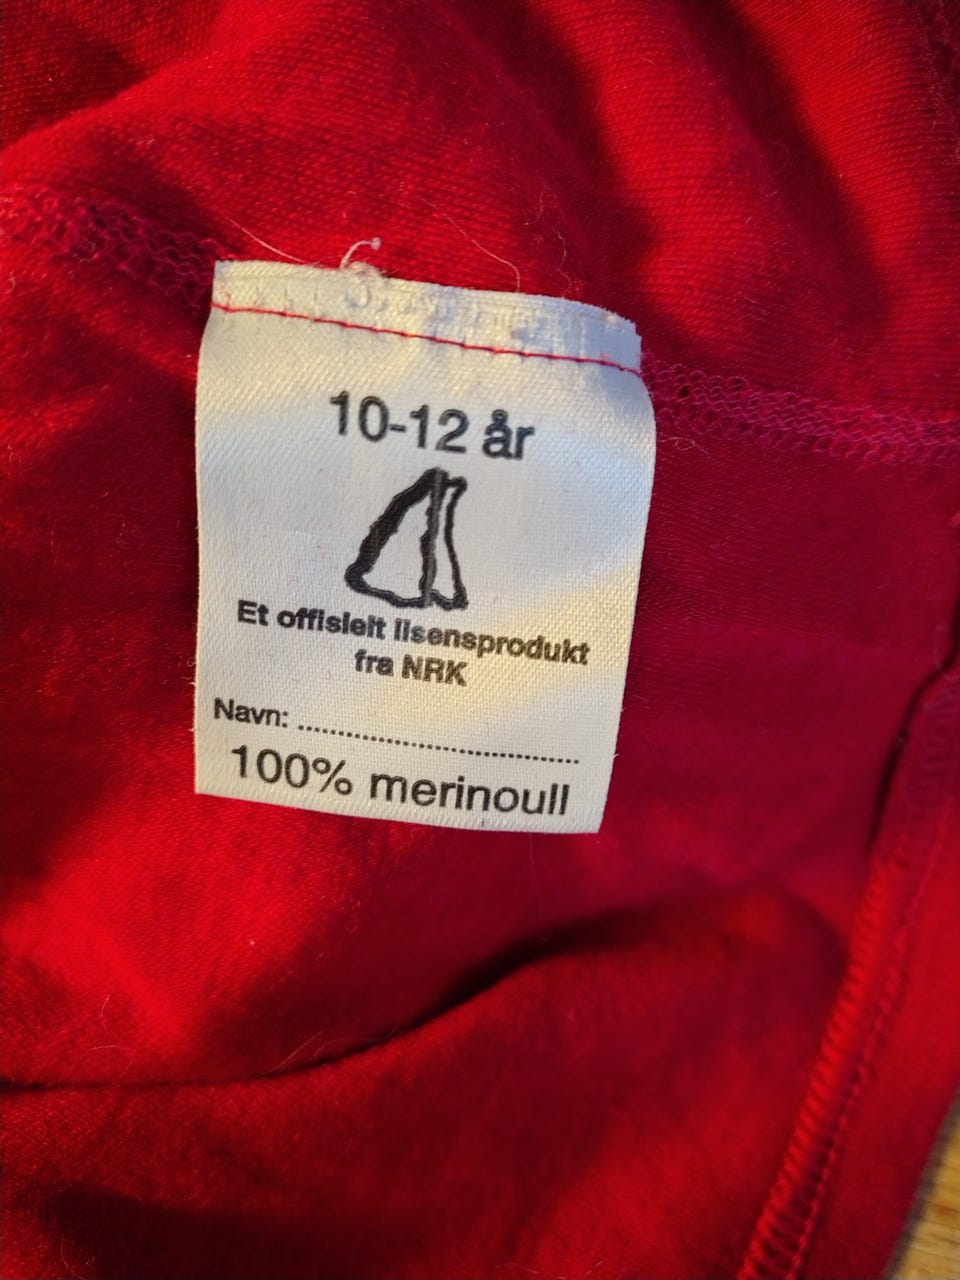 10-12 år
Et offisielt lisensprodukt
fra NRK
Navn: ........................................
100% merinoull